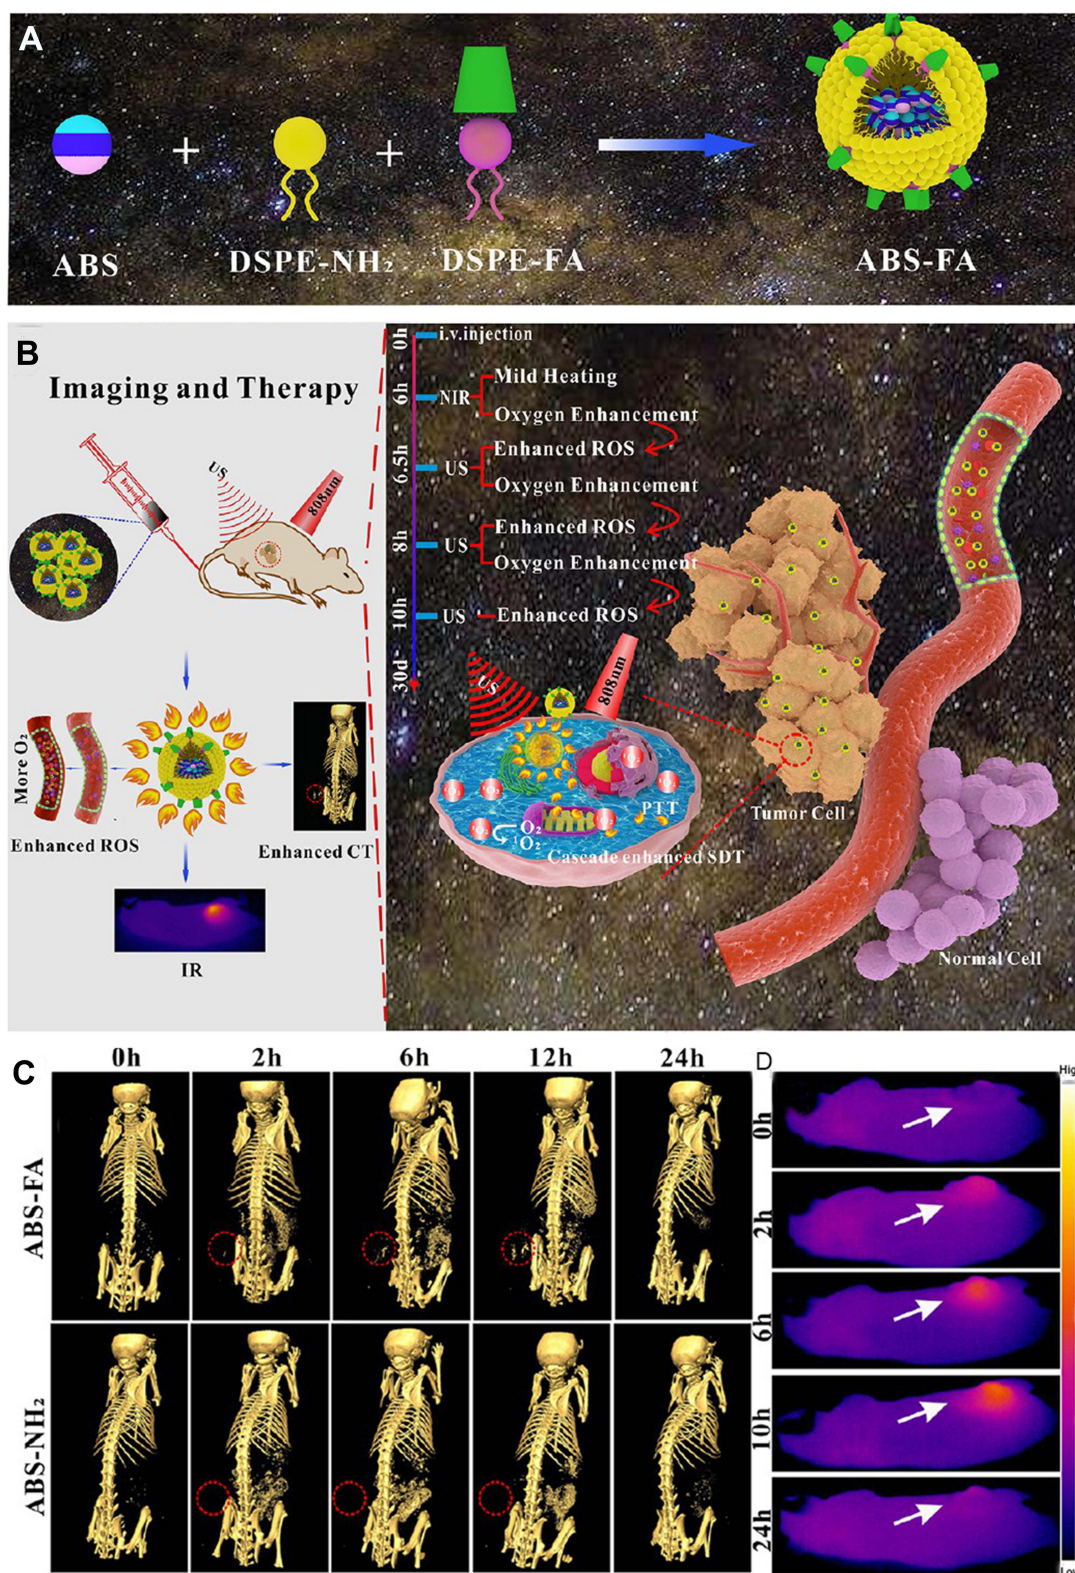 A
ABS
+
DSPE-NH₂
+
DSPE-FA
ABS-FA
B
Imaging and Therapy
US
808nm
More O₂
Enhanced ROS
Enhanced CT
IR
0h
i.v.injection
6h
NIR
Mild Heating
Oxygen Enhancement
6.5h
US
Enhanced ROS
Oxygen Enhancement
8h
US
Enhanced ROS
Oxygen Enhancement
10h
US
Enhanced ROS
30d
US
808nm
PTT
O₂
¹O₂
Cascade enhanced SDT
Tumor Cell
Normal Cell
C
0h
2h
6h
12h
24h
ABS-FA
ABS-NH₂
D
0h
2h
6h
10h
24h